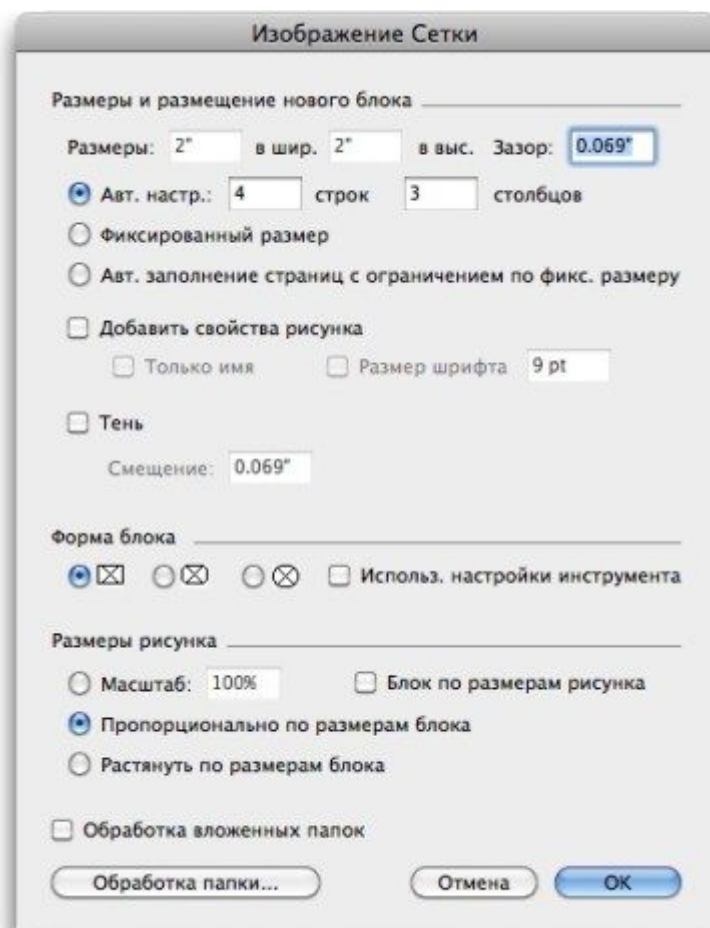 Изображение Сетки
Размеры и размещение нового блока
Размеры: 2" в шир. 2" в выс. Зазор: 0.069"
Авт. настр.: 4 строк 3 столбцов
Фиксированный размер
Авт. заполнение страниц с ограничением по фикс. размеру
Добавить свойства рисунка
Только имя Размер шрифта 9 pt
Тень
Смещение: 0.069"
Форма блока
Использ. настройки инструмента
Размеры рисунка
Масштаб: 100% Блок по размерам рисунка
Пропорционально по размерам блока
Растянуть по размерам блока
Обработка вложенных папок
Обработка папки... Отмена OK